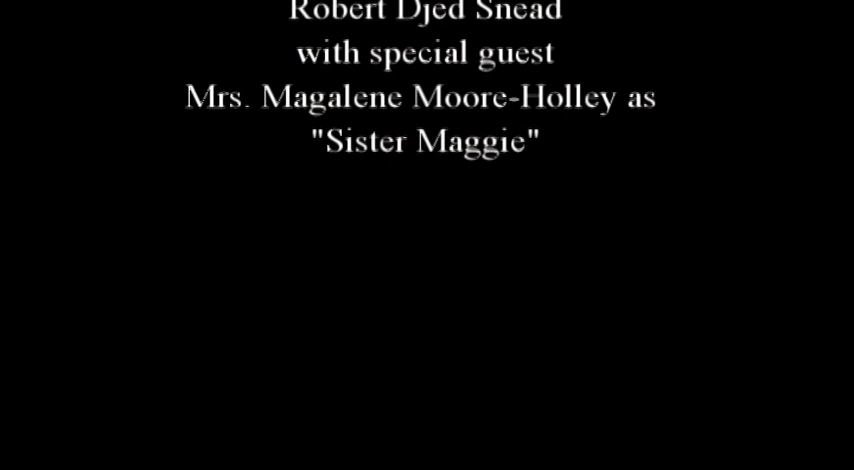 Robert Djed Snead
with special guest
Mrs. Magalene Moore-Holley as
"Sister Maggie"